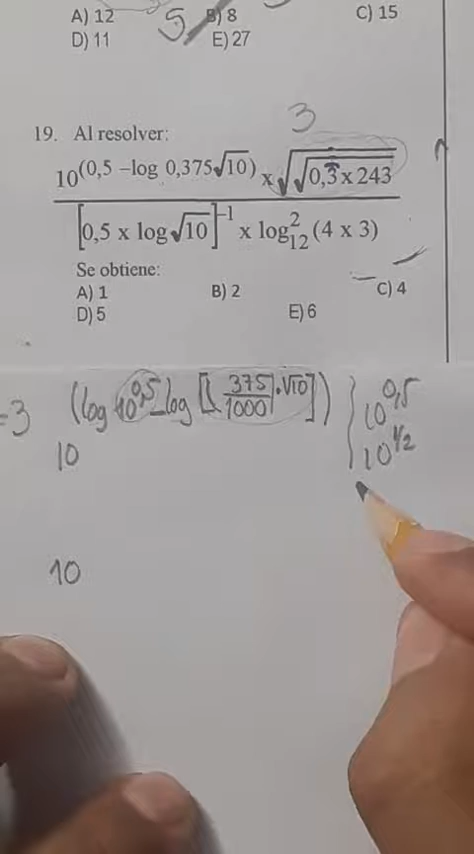 A) 12 B) 8 C) 15
D) 11 5 E) 27
3
19. Al resolver:
10^(0,5 –log 0,375√10) x √√0,3̂ x 243
[0,5 x log√10]^-1 x log²₁₂(4 x 3)
Se obtiene:
A) 1 B) 2 C) 4
D) 5 E) 6
=3 10^(log 10^0,5 - log [[375/1000]·√10]) } 10^0,5
10^1/2
10